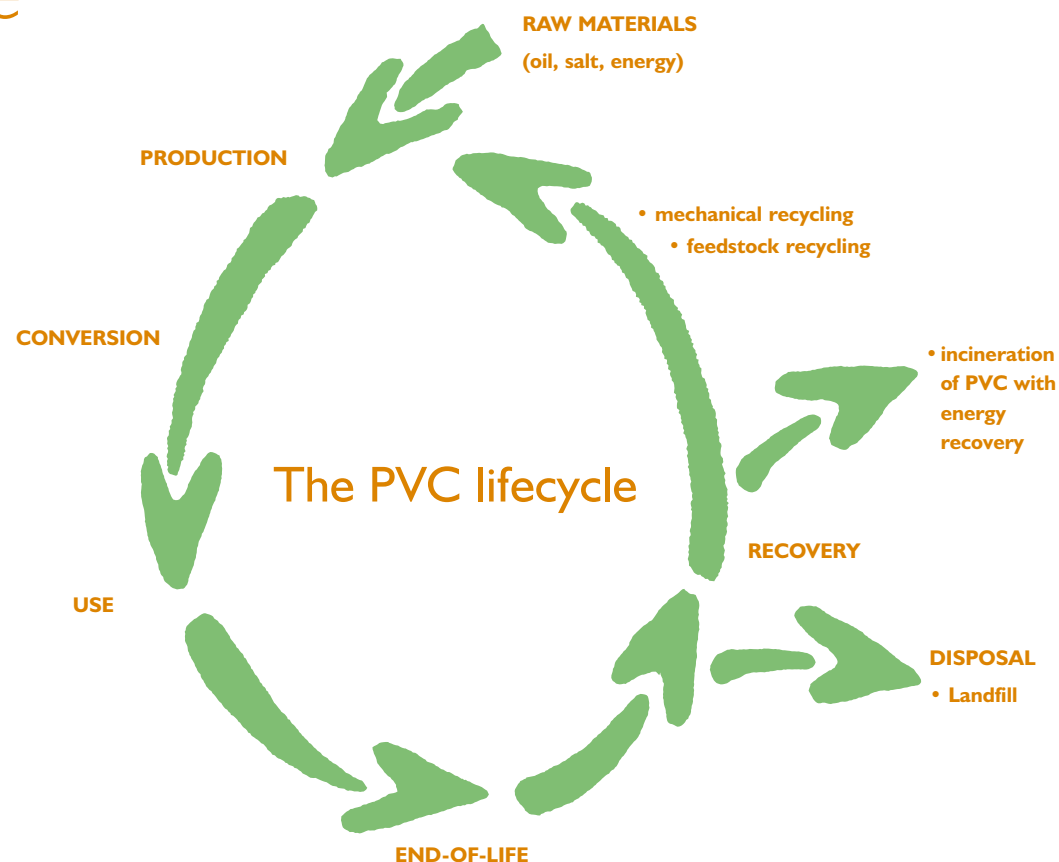 RAW MATERIALS
(oil, salt, energy)
PRODUCTION
• mechanical recycling
• feedstock recycling
CONVERSION
• incineration
of PVC with
energy
recovery
The PVC lifecycle
RECOVERY
USE
DISPOSAL
• Landfill
END-OF-LIFE